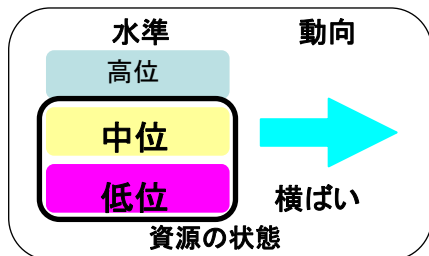 水準 動向
高位
中位
低位
横ばい
資源の状態